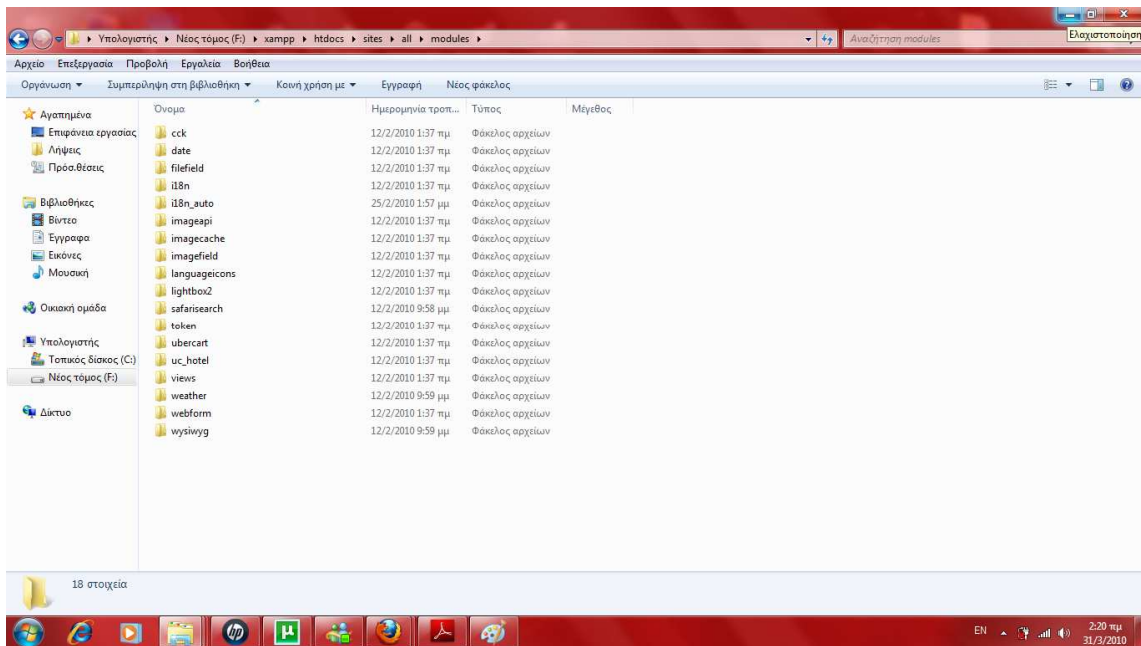 Ελαχιστοποίηση
Υπολογιστής ▸ Νέος τόμος (F:) ▸ xampp ▸ htdocs ▸ sites ▸ all ▸ modules ▸
Αναζήτηση modules
Αρχείο Επεξεργασία Προβολή Εργαλεία Βοήθεια
Οργάνωση Συμπερίληψη στη βιβλιοθήκη Κοινή χρήση με Εγγραφή Νέος φάκελος
Αγαπημένα
Επιφάνεια εργασίας
Λήψεις
Πρόσ.θέσεις
Βιβλιοθήκες
Βίντεο
Έγγραφα
Εικόνες
Μουσική
Οικιακή ομάδα
Υπολογιστής
Τοπικός δίσκος (C:)
Νέος τόμος (F:)
Δίκτυο
Όνομα Ημερομηνία τροπ... Τύπος Μέγεθος
cck 12/2/2010 1:37 πμ Φάκελος αρχείων
date 12/2/2010 1:37 πμ Φάκελος αρχείων
filefield 12/2/2010 1:37 πμ Φάκελος αρχείων
i18n 12/2/2010 1:37 πμ Φάκελος αρχείων
i18n_auto 25/2/2010 1:57 μμ Φάκελος αρχείων
imageapi 12/2/2010 1:37 πμ Φάκελος αρχείων
imagecache 12/2/2010 1:37 πμ Φάκελος αρχείων
imagefield 12/2/2010 1:37 πμ Φάκελος αρχείων
languageicons 12/2/2010 1:37 πμ Φάκελος αρχείων
lightbox2 12/2/2010 1:37 πμ Φάκελος αρχείων
safarisearch 12/2/2010 9:58 μμ Φάκελος αρχείων
token 12/2/2010 1:37 πμ Φάκελος αρχείων
ubercart 12/2/2010 1:37 πμ Φάκελος αρχείων
uc_hotel 12/2/2010 1:37 πμ Φάκελος αρχείων
views 12/2/2010 1:37 πμ Φάκελος αρχείων
weather 12/2/2010 9:59 μμ Φάκελος αρχείων
webform 12/2/2010 1:37 πμ Φάκελος αρχείων
wysiwyg 12/2/2010 9:59 μμ Φάκελος αρχείων
18 στοιχεία
hp
µ
EN
2:20 πμ
31/3/2010